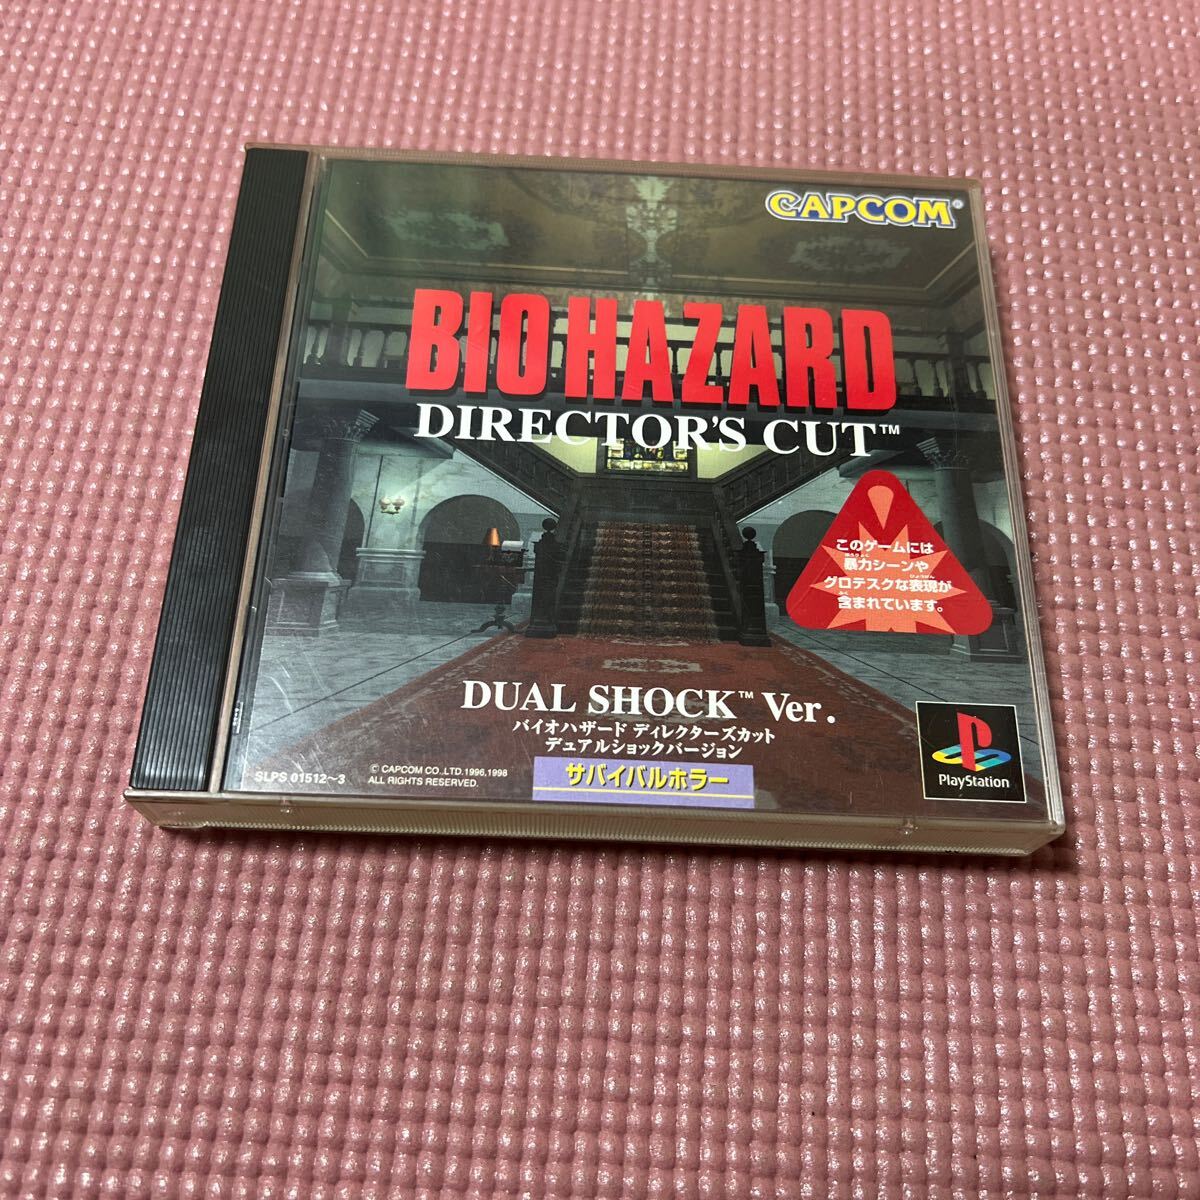 CAPCOM®
BIOHAZARD
DIRECTOR'S CUT™
このゲームには
暴力シーンや
グロテスクな表現が
含まれています。
DUAL SHOCK™ Ver.
バイオハザード ディレクターズカット
デュアルショックバージョン
サバイバルホラー
SLPS 01512〜3
© CAPCOM CO.,LTD.1996,1998
ALL RIGHTS RESERVED.
PlayStation